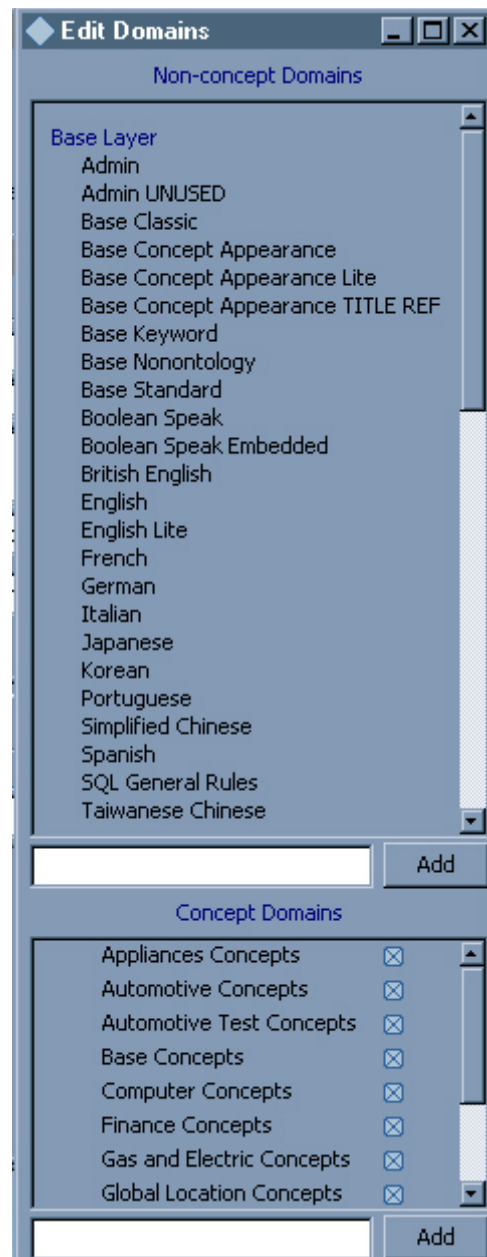 Edit Domains
Non-concept Domains
Base Layer
Admin
Admin UNUSED
Base Classic
Base Concept Appearance
Base Concept Appearance Lite
Base Concept Appearance TITLE REF
Base Keyword
Base Nonontology
Base Standard
Boolean Speak
Boolean Speak Embedded
British English
English
English Lite
French
German
Italian
Japanese
Korean
Portuguese
Simplified Chinese
Spanish
SQL General Rules
Taiwanese Chinese
Add
Concept Domains
Appliances Concepts
Automotive Concepts
Automotive Test Concepts
Base Concepts
Computer Concepts
Finance Concepts
Gas and Electric Concepts
Global Location Concepts
Add